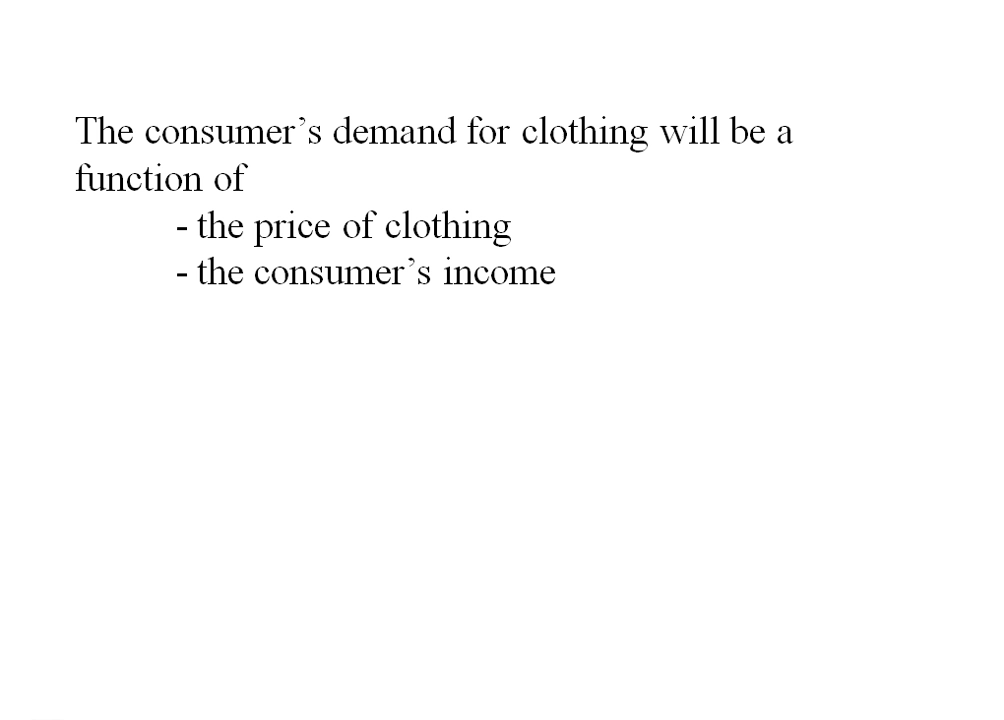 The consumer’s demand for clothing will be a
function of
- the price of clothing
- the consumer’s income